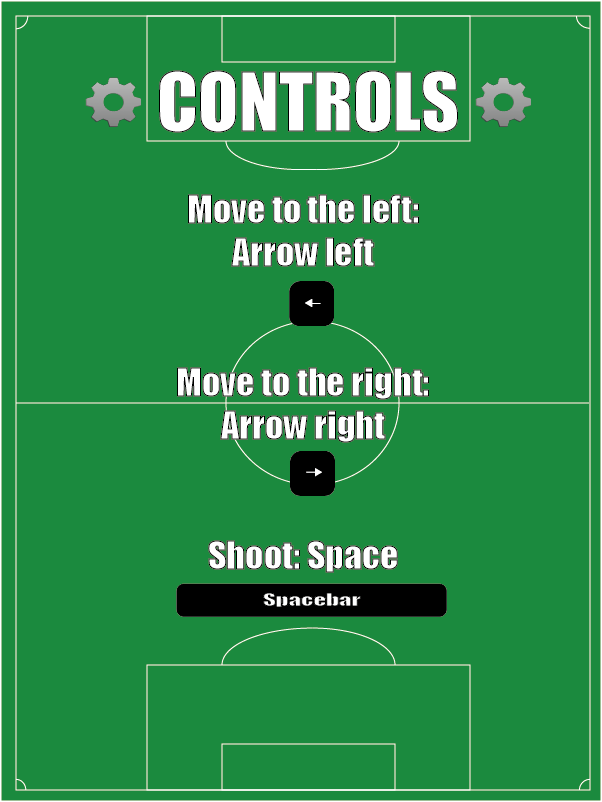 CONTROLS
Move to the left:
Arrow left
←
Move to the right:
Arrow right
→
Shoot: Space
Spacebar